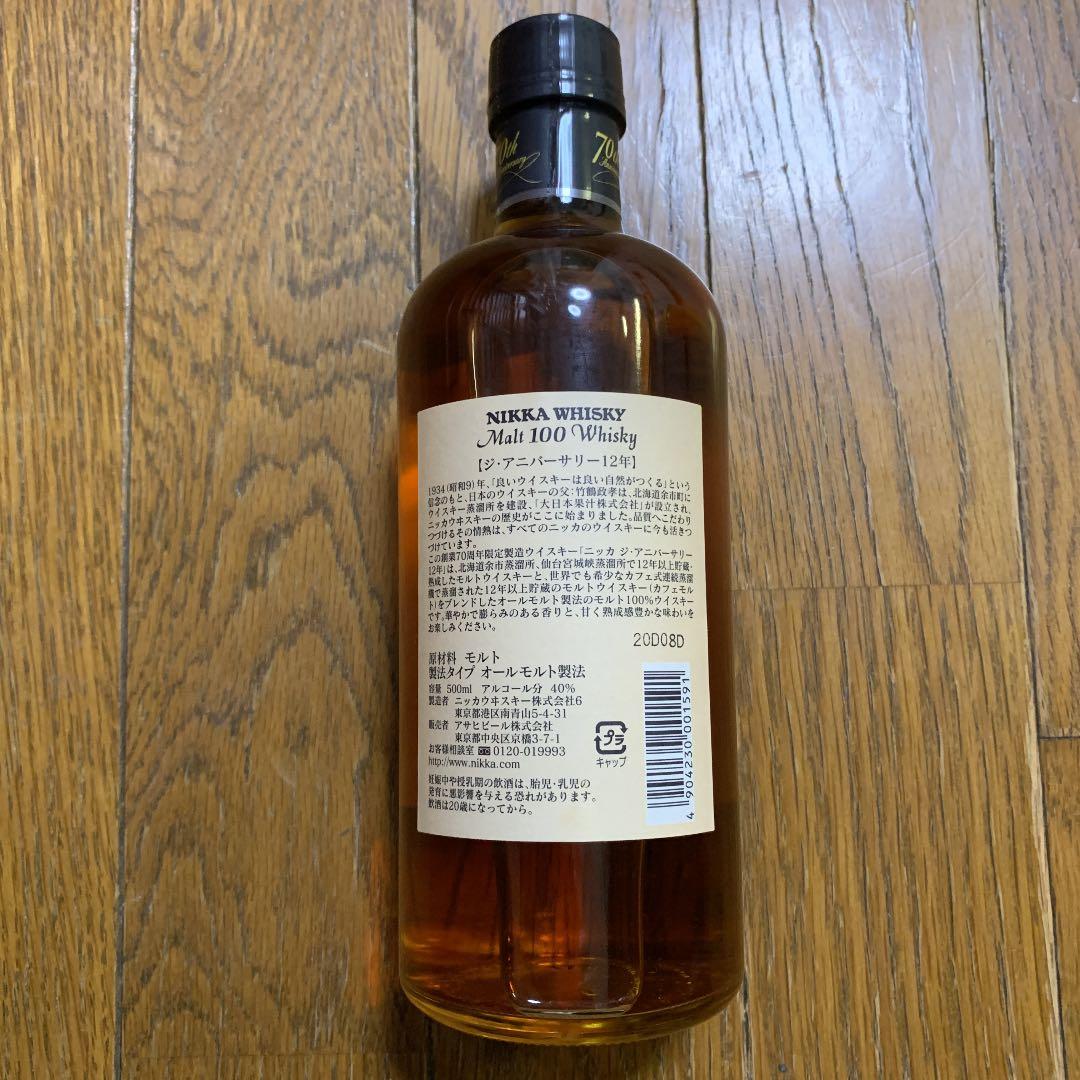 70th
Anniversary
NIKKA WHISKY
Malt 100 Whisky
【ジ・アニバーサリー12年】
1934(昭和9)年、「良いウイスキーは良い自然がつくる」という
信念のもと、日本のウイスキーの父:竹鶴政孝は、北海道余市町に
ウイスキー蒸溜所を建設、「大日本果汁株式会社」が設立され、
ニッカウヰスキーの歴史がここに始まりました。品質へこだわり
つづけるその情熱は、すべてのニッカのウイスキーに今も活きつ
づけています。
この創業70周年限定製造ウイスキー「ニッカ ジ・アニバーサリー
12年」は、北海道余市蒸溜所、仙台宮城峡蒸溜所で12年以上貯蔵・
熟成したモルトウイスキーと、世界でも希少なカフェ式連続蒸溜
機で蒸溜された12年以上貯蔵のモルトウイスキー(カフェモル
ト)をブレンドしたオールモルト製法のモルト100%ウイスキー
です。華やかで膨らみのある香りと、甘く熟成感豊かな味わいを
お楽しみください。
20D08D
原材料 モルト
製法タイプ オールモルト製法
容量 500ml アルコール分 40%
製造者 ニッカウヰスキー株式会社6
東京都港区南青山5-4-31
販売者 アサヒビール株式会社
東京都中央区京橋3-7-1
お客様相談室 0120-019993
http://www.nikka.com
プラ
キャップ
妊娠中や授乳期の飲酒は、胎児・乳児の
発育に悪影響を与える恐れがあります。
飲酒は20歳になってから。
4 904230 001591